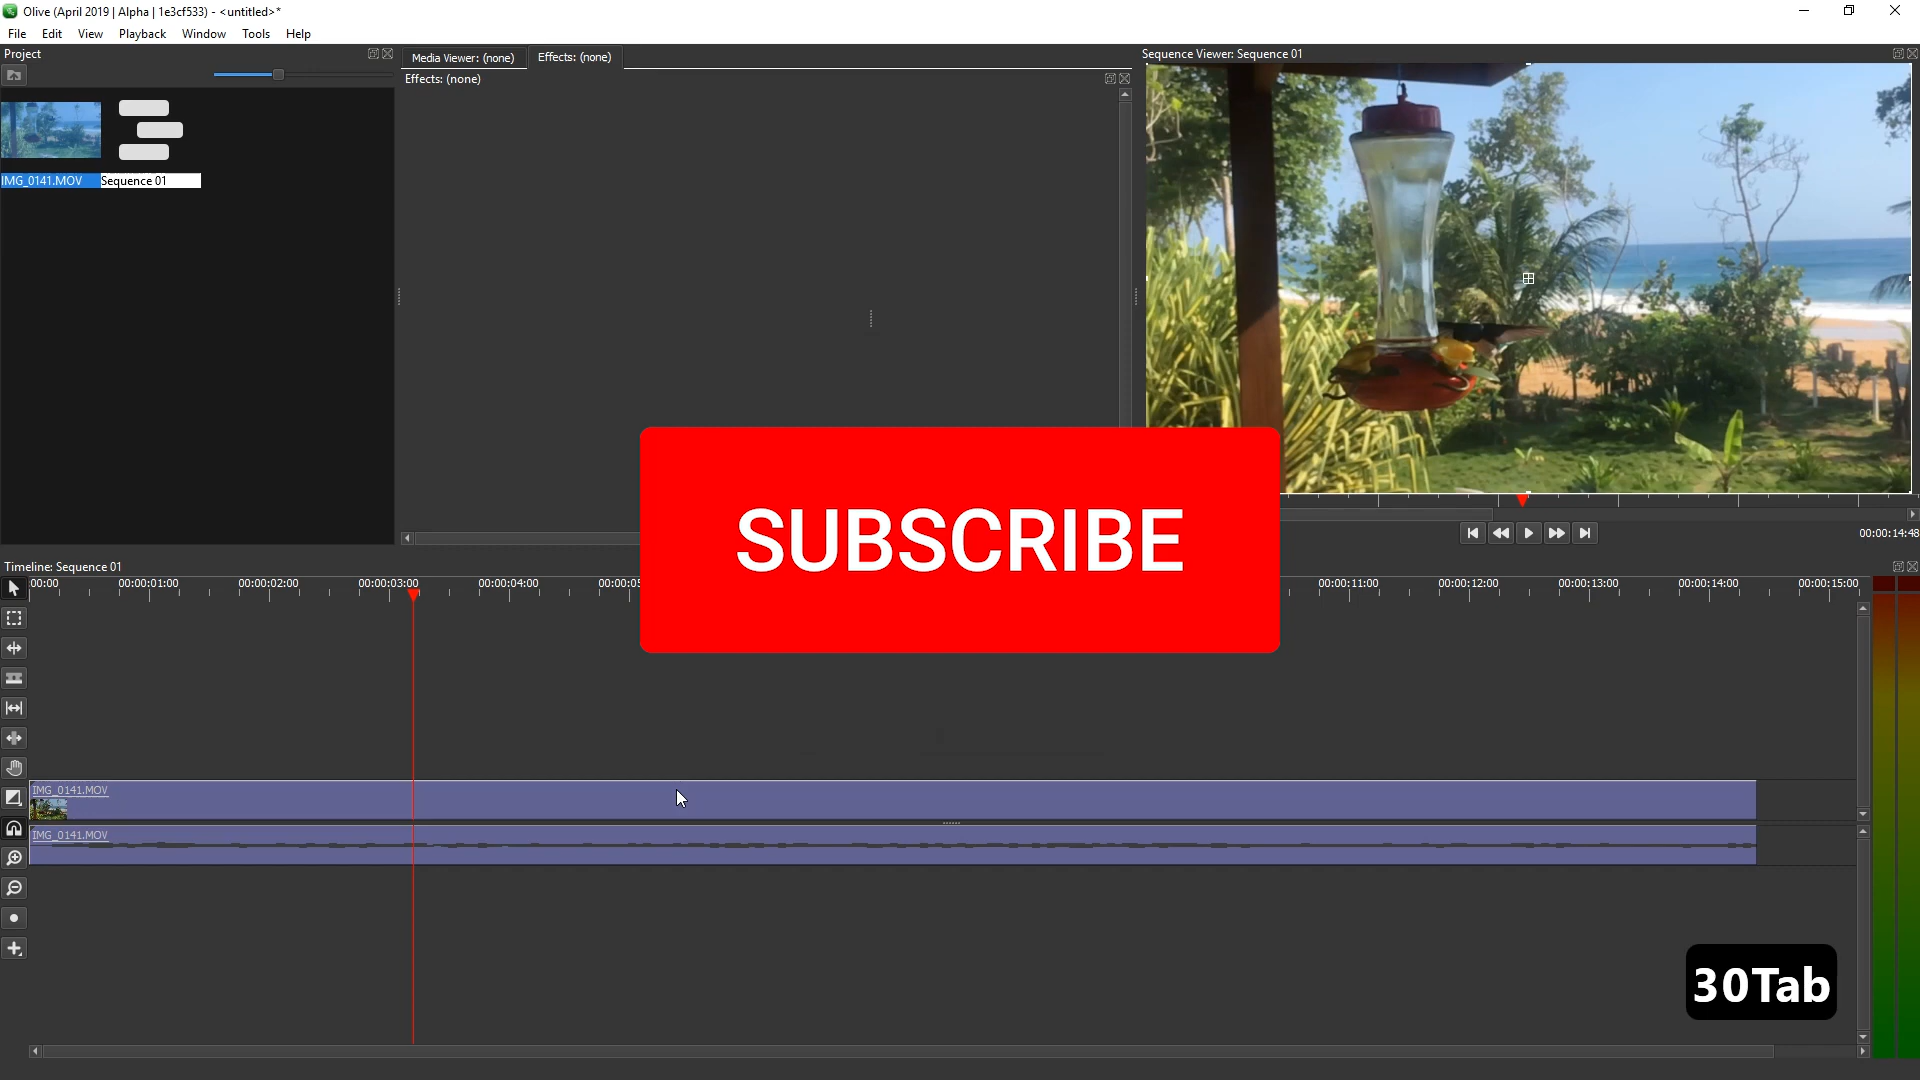 Olive (April 2019 | Alpha | 1e3cf533) - <untitled>*
File Edit View Playback Window Tools Help
Project
Media Viewer: (none) Effects: (none)
Sequence Viewer: Sequence 01
Effects: (none)
IMG_0141.MOV Sequence 01
SUBSCRIBE
00:00:14:48
Timeline: Sequence 01
00:00 00:00:01:00 00:00:02:00 00:00:03:00 00:00:04:00 00:00:05 00:00:11:00 00:00:12:00 00:00:13:00 00:00:14:00 00:00:15:00
IMG_0141.MOV
IMG_0141.MOV
30Tab